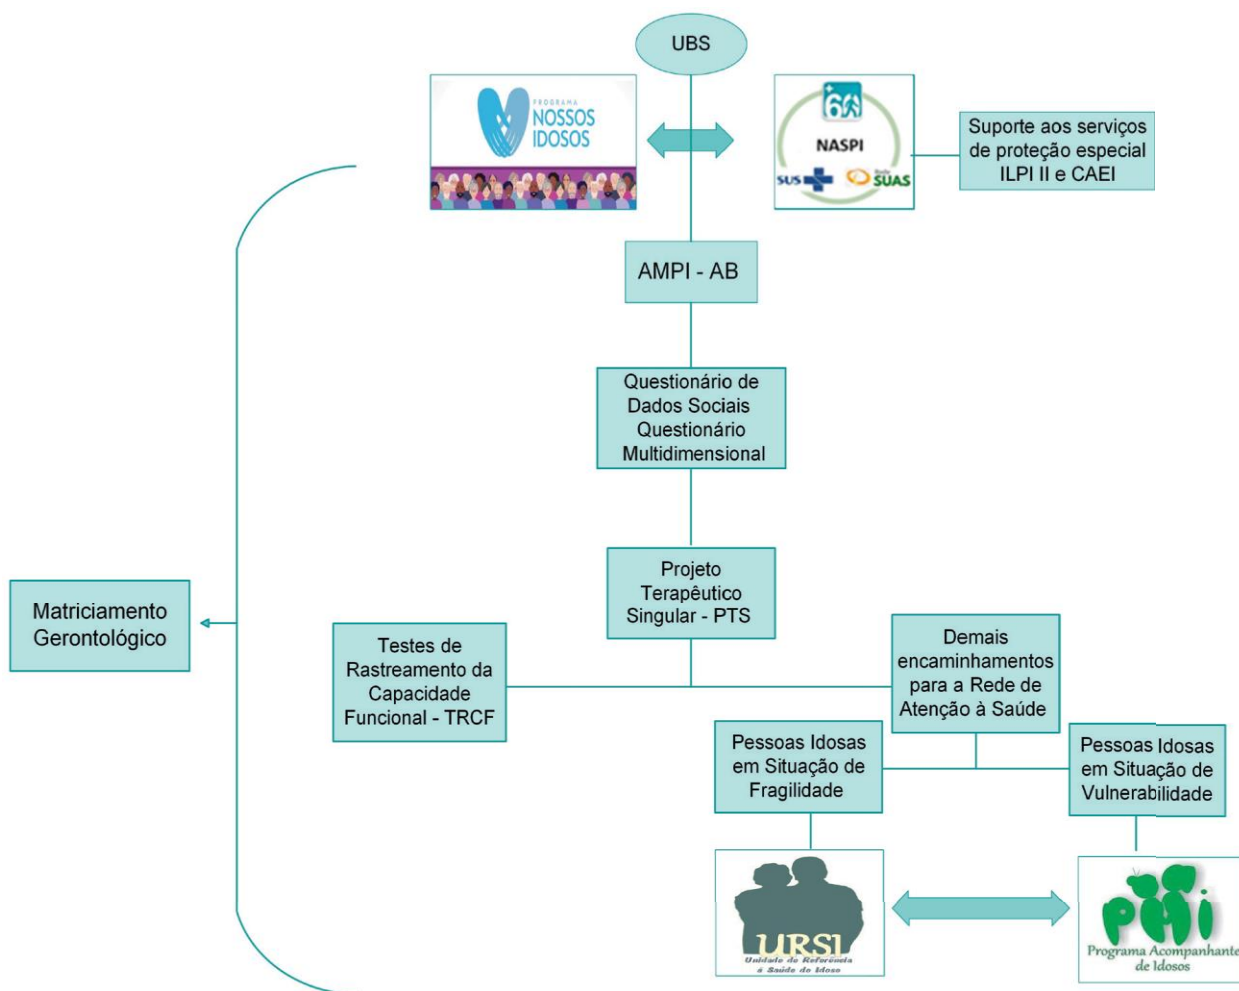 UBS
PROGRAMA
NOSSOS
IDOSOS
60
NASPI
SUS
Rede
SUAS
Suporte aos serviços
de proteção especial
ILPI II e CAEI
AMPI - AB
Questionário de
Dados Sociais
Questionário
Multidimensional
Projeto
Terapêutico
Singular - PTS
Matriciamento
Gerontológico
Testes de
Rastreamento da
Capacidade
Funcional - TRCF
Demais
encaminhamentos
para a Rede de
Atenção à Saúde
Pessoas Idosas
em Situação de
Fragilidade
Pessoas Idosas
em Situação de
Vulnerabilidade
URSI
Unidade de Referência
à Saúde do Idoso
PAi
Programa Acompanhante
de Idosos